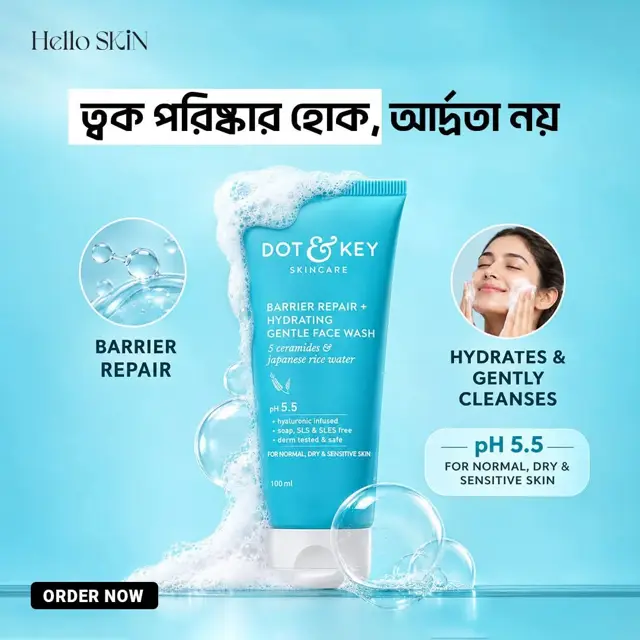 Hello SKiN
ত্বক পরিষ্কার হোক, আর্দ্রতা নয়
DOT & KEY
SKINCARE
BARRIER REPAIR +
HYDRATING
GENTLE FACE WASH
5 ceramides &
japanese rice water
pH 5.5
• hyaluronic infused
• soap, SLS & SLES free
• derm tested & safe
FOR NORMAL, DRY & SENSITIVE SKIN
100 ml
BARRIER
REPAIR
HYDRATES &
GENTLY
CLEANSES
pH 5.5
FOR NORMAL, DRY &
SENSITIVE SKIN
ORDER NOW